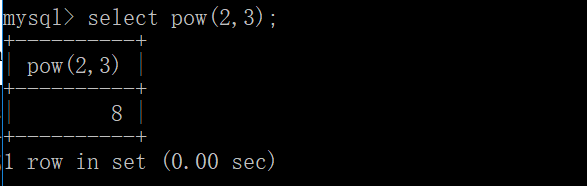 mysql> select pow(2,3);
+----------+
| pow(2,3) |
+----------+
|        8 |
+----------+
1 row in set (0.00 sec)